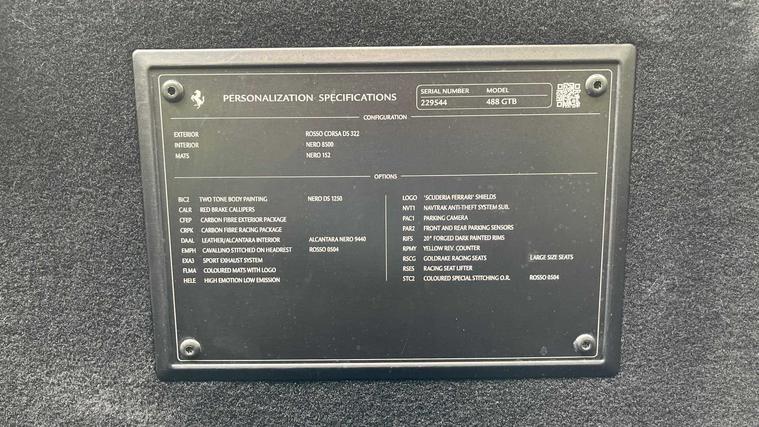 PERSONALIZATION SPECIFICATIONS
SERIAL NUMBER MODEL
229544 488 GTB
CONFIGURATION
EXTERIOR ROSSO CORSA DS 322
INTERIOR NERO 8500
MATS NERO 152
OPTIONS
BIC2 TWO TONE BODY PAINTING NERO DS 1250
CALR RED BRAKE CALLIPERS
CFEP CARBON FIBRE EXTERIOR PACKAGE
CRPK CARBON FIBRE RACING PACKAGE
DAAL LEATHER/ALCANTARA INTERIOR ALCANTARA NERO 9440
EMPH CAVALLINO STITCHED ON HEADREST ROSSO 0504
EXA3 SPORT EXHAUST SYSTEM
FLMA COLOURED MATS WITH LOGO
HELE HIGH EMOTION LOW EMISSION
LOGO "SCUDERIA FERRARI" SHIELDS
NVT1 NAVTRAK ANTI-THEFT SYSTEM SUB.
PAC1 PARKING CAMERA
PAR2 FRONT AND REAR PARKING SENSORS
RIFS 20" FORGED DARK PAINTED RIMS
RPMY YELLOW REV. COUNTER
RSCG GOLDRAKE RACING SEATS LARGE SIZE SEATS
RSES RACING SEAT LIFTER
STC2 COLOURED SPECIAL STITCHING O.R. ROSSO 0504